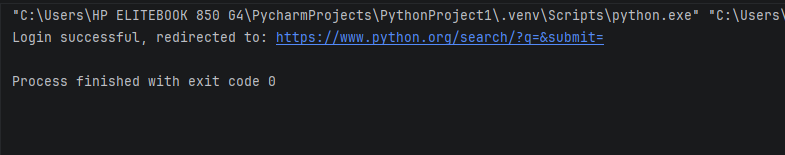 "C:\Users\HP ELITEBOOK 850 G4\PycharmProjects\PythonProject1\.venv\Scripts\python.exe" "C:\Users\
Login successful, redirected to: https://www.python.org/search/?q=&submit=
Process finished with exit code 0